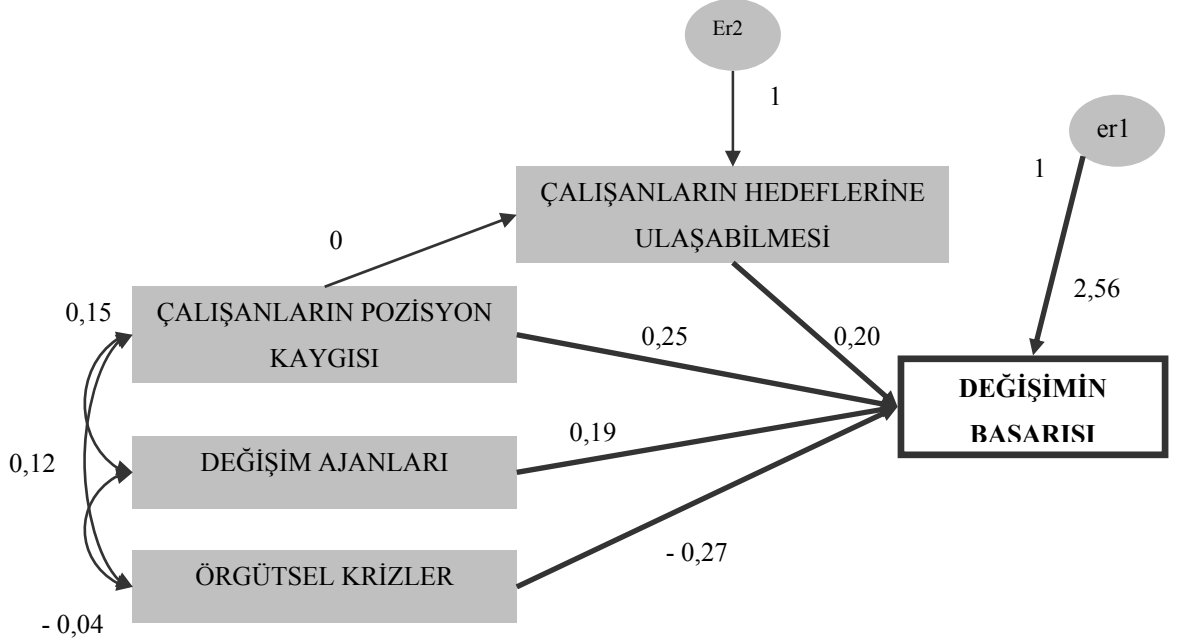 Er2
1
er1
1
ÇALIŞANLARIN HEDEFLERİNE
ULAŞABİLMESİ
0
2,56
0,15
ÇALIŞANLARIN POZİSYON
KAYGISI
0,25
0,20
DEĞİŞİMİN
BAŞARISI
0,19
0,12
DEĞİŞİM AJANLARI
- 0,27
ÖRGÜTSEL KRİZLER
- 0,04